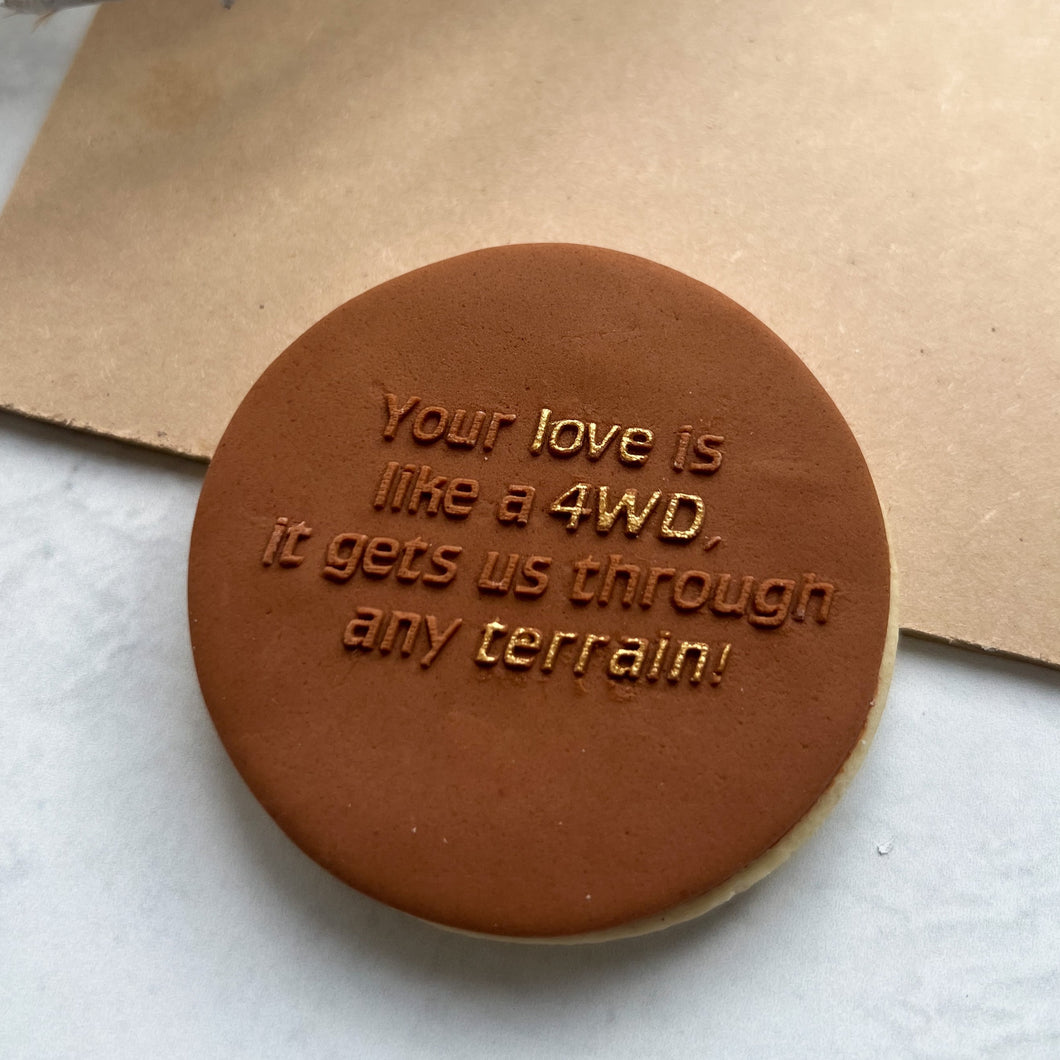 Your love is
like a 4WD,
it gets us through
any terrain!